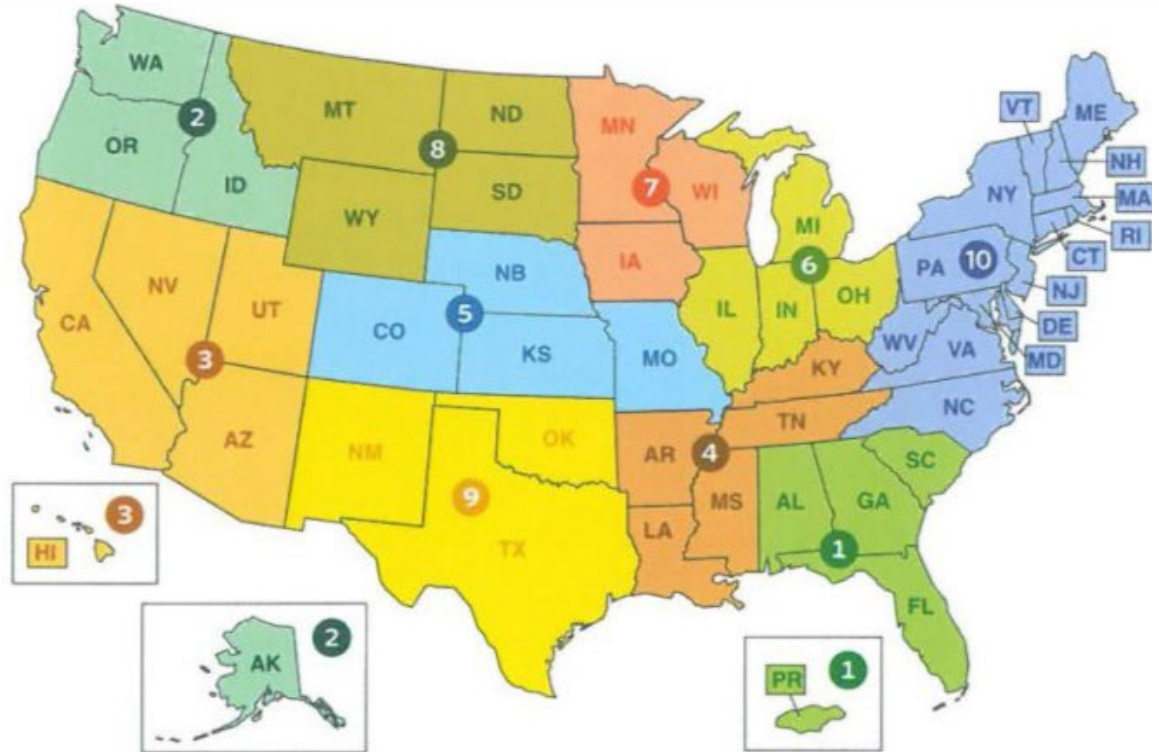 WA
2
MT
ND
8
MN
VT
ME
OR
ID
SD
7
WI
NH
WY
NY
MA
MI
RI
IA
CT
NB
6
PA
10
NV
UT
5
IL
IN
OH
NJ
CA
CO
DE
3
KS
MO
WV
VA
MD
KY
AZ
NM
OK
TN
NC
AR
4
SC
9
MS
AL
GA
3
HI
LA
TX
1
FL
2
AK
1
PR